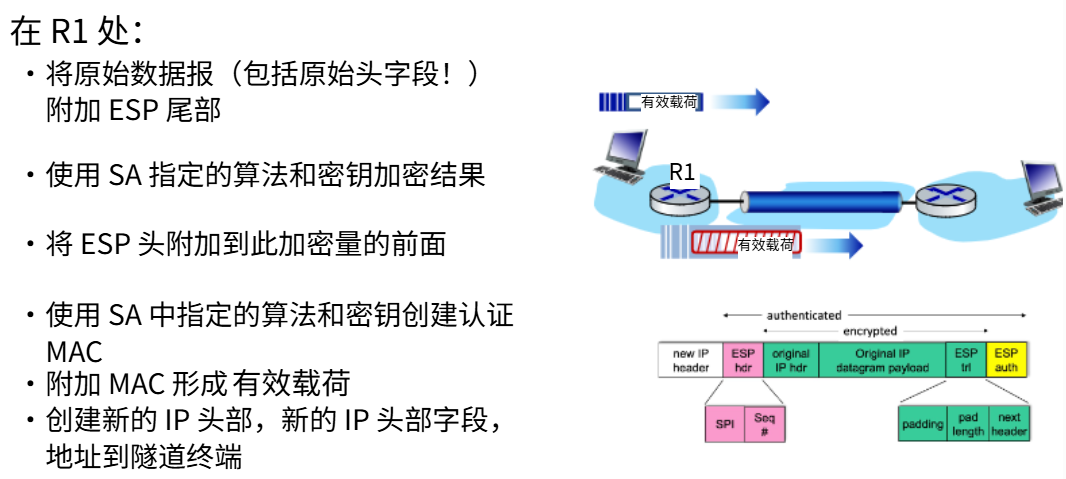 在 R1 处：
·将原始数据报（包括原始头字段！）
附加 ESP 尾部
·使用 SA 指定的算法和密钥加密结果
·将 ESP 头附加到此加密量的前面
·使用 SA 中指定的算法和密钥创建认证
MAC
·附加 MAC 形成 有效载荷
·创建新的 IP 头部，新的 IP 头部字段，
地址到隧道终端
有效载荷
R1
有效载荷
authenticated
encrypted
new IP
header
ESP
hdr
original
IP hdr
Original IP
datagram payload
ESP
trl
ESP
auth
SPI
Seq
#
padding
pad
length
next
header